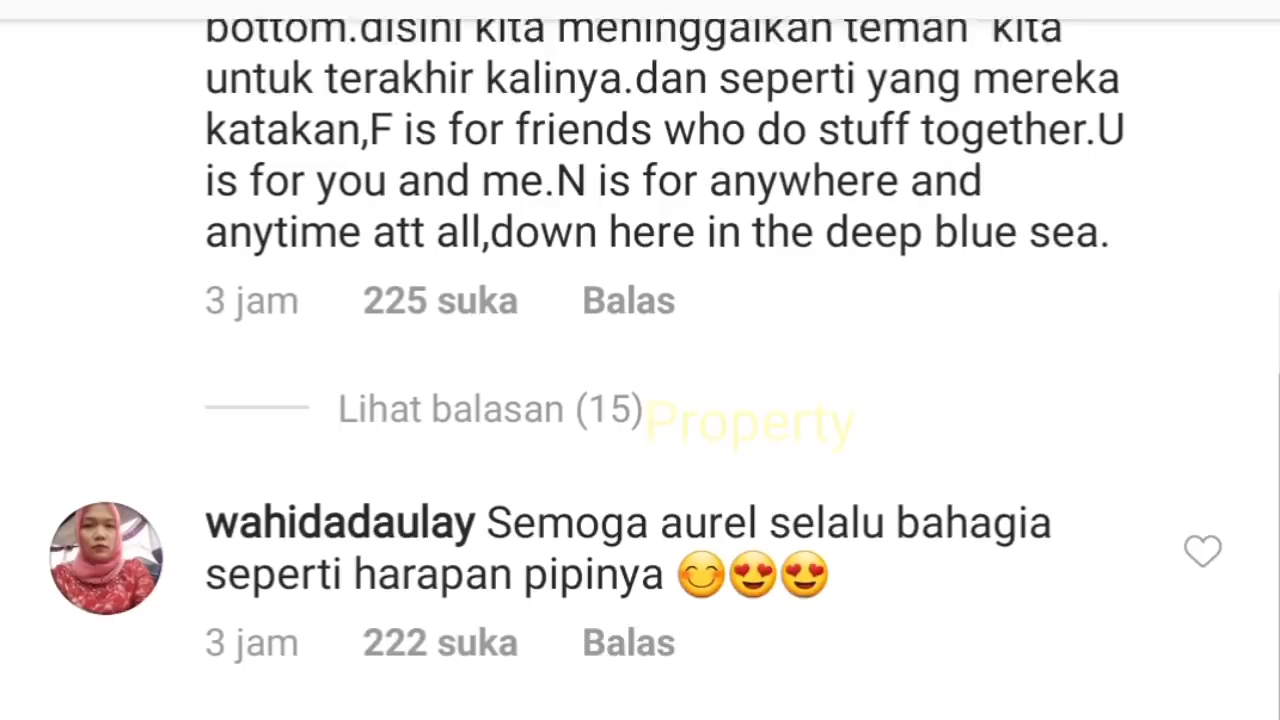 bottom.disini kita meninggalkan teman" kita
untuk terakhir kalinya.dan seperti yang mereka
katakan,F is for friends who do stuff together.U
is for you and me.N is for anywhere and
anytime att all,down here in the deep blue sea.
3 jam 225 suka Balas
Lihat balasan (15)
Property
wahidadaulay Semoga aurel selalu bahagia
seperti harapan pipinya 😊😍😍
3 jam 222 suka Balas